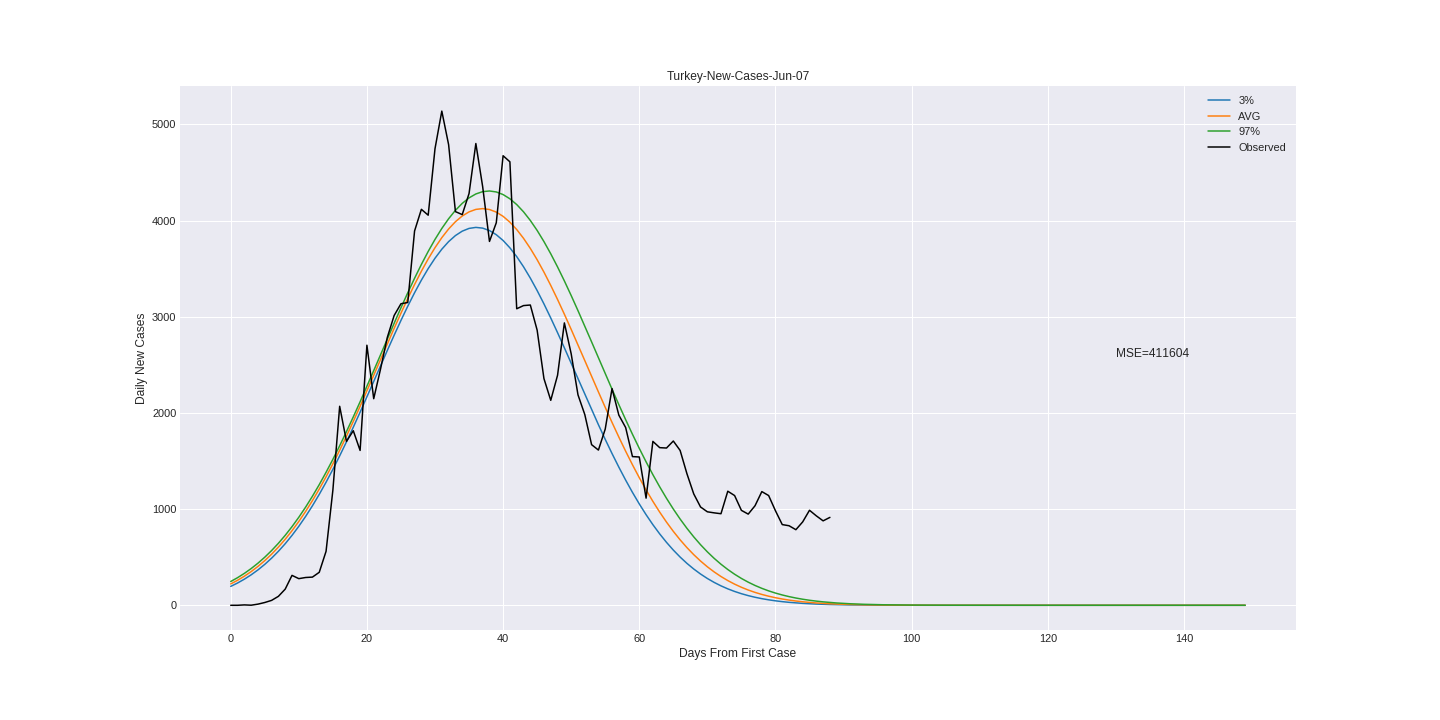 Turkey-New-Cases-Jun-07
3%
AVG
97%
Observed
5000
4000
3000
2000
1000
0
Daily New Cases
MSE=411604
0 20 40 60 80 100 120 140
Days From First Case